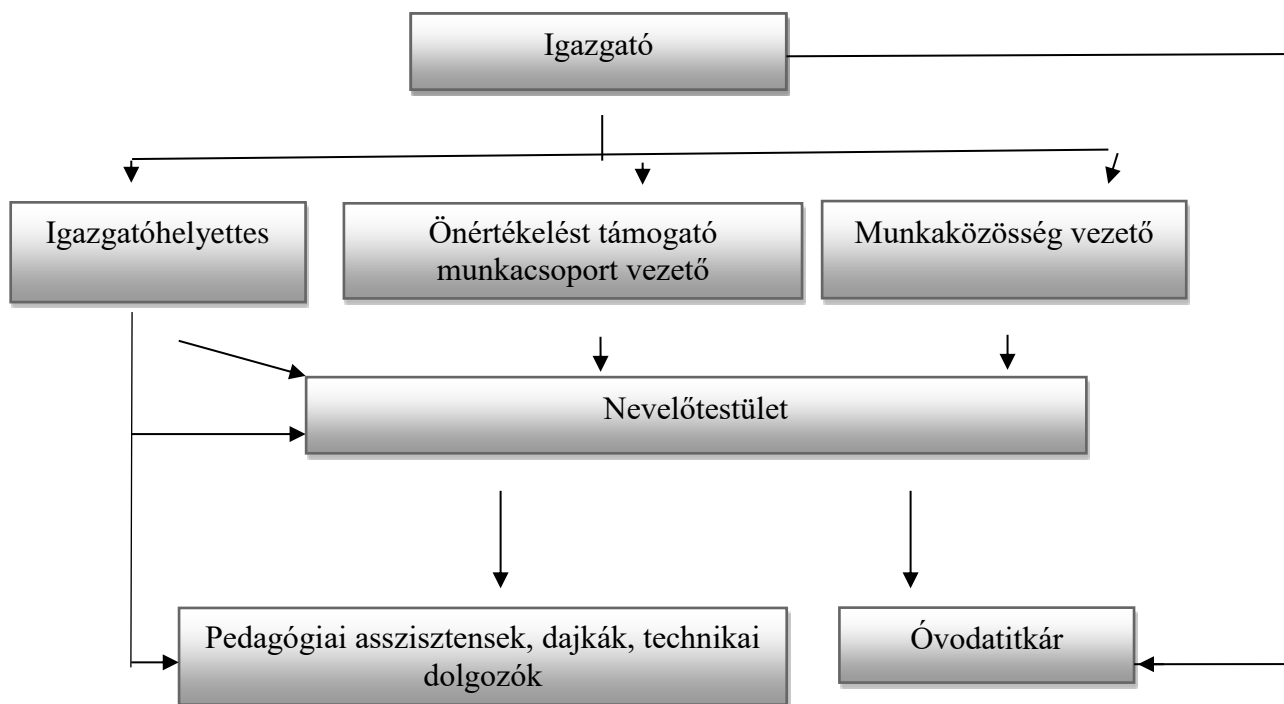 Igazgató
Igazgatóhelyettes
Önértékelést támogató
munkacsoport vezető
Munkaközösség vezető
Nevelőtestület
Pedagógiai asszisztensek, dajkák, technikai
dolgozók
Óvodatitkár